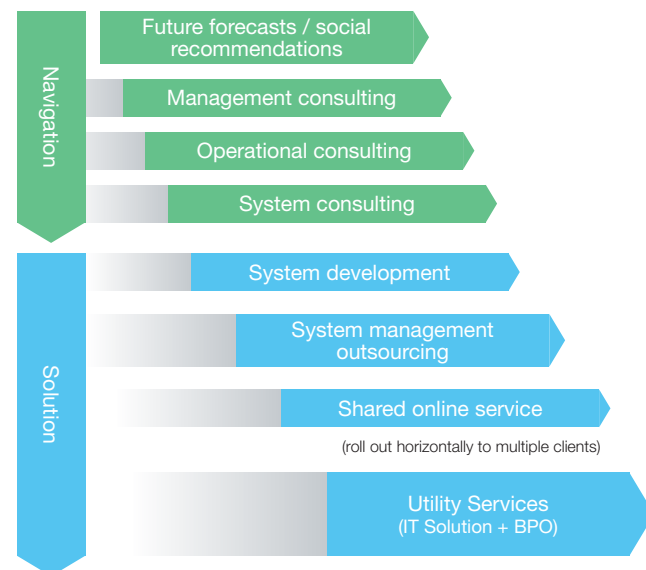 Navigation
Future forecasts / social
recommendations
Management consulting
Operational consulting
System consulting
Solution
System development
System management
outsourcing
Shared online service
(roll out horizontally to multiple clients)
Utility Services
(IT Solution + BPO)